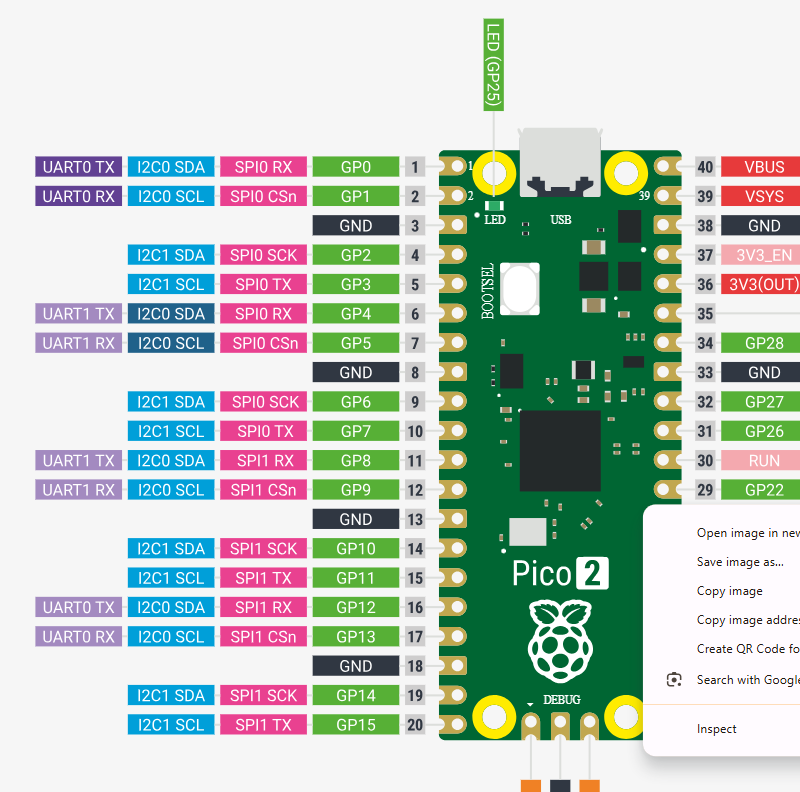 LED (GP25)
UART0 TX I2C0 SDA SPI0 RX GP0 1 1 40 VBUS
UART0 RX I2C0 SCL SPI0 CSn GP1 2 2 39 39 VSYS
LED USB
GND 3 38 GND
I2C1 SDA SPI0 SCK GP2 4 37 3V3_EN
I2C1 SCL SPI0 TX GP3 5 BOOTSEL 36 3V3(OUT)
UART1 TX I2C0 SDA SPI0 RX GP4 6 35
UART1 RX I2C0 SCL SPI0 CSn GP5 7 34 GP28
GND 8 33 GND
I2C1 SDA SPI0 SCK GP6 9 32 GP27
I2C1 SCL SPI0 TX GP7 10 31 GP26
UART1 TX I2C0 SDA SPI1 RX GP8 11 30 RUN
UART1 RX I2C0 SCL SPI1 CSn GP9 12 29 GP22
GND 13
I2C1 SDA SPI1 SCK GP10 14
I2C1 SCL SPI1 TX GP11 15
Pico 2
UART0 TX I2C0 SDA SPI1 RX GP12 16
UART0 RX I2C0 SCL SPI1 CSn GP13 17
GND 18
I2C1 SDA SPI1 SCK GP14 19
DEBUG
I2C1 SCL SPI1 TX GP15 20
Open image in new
Save image as...
Copy image
Copy image addres
Create QR Code fo
Search with Google
Inspect